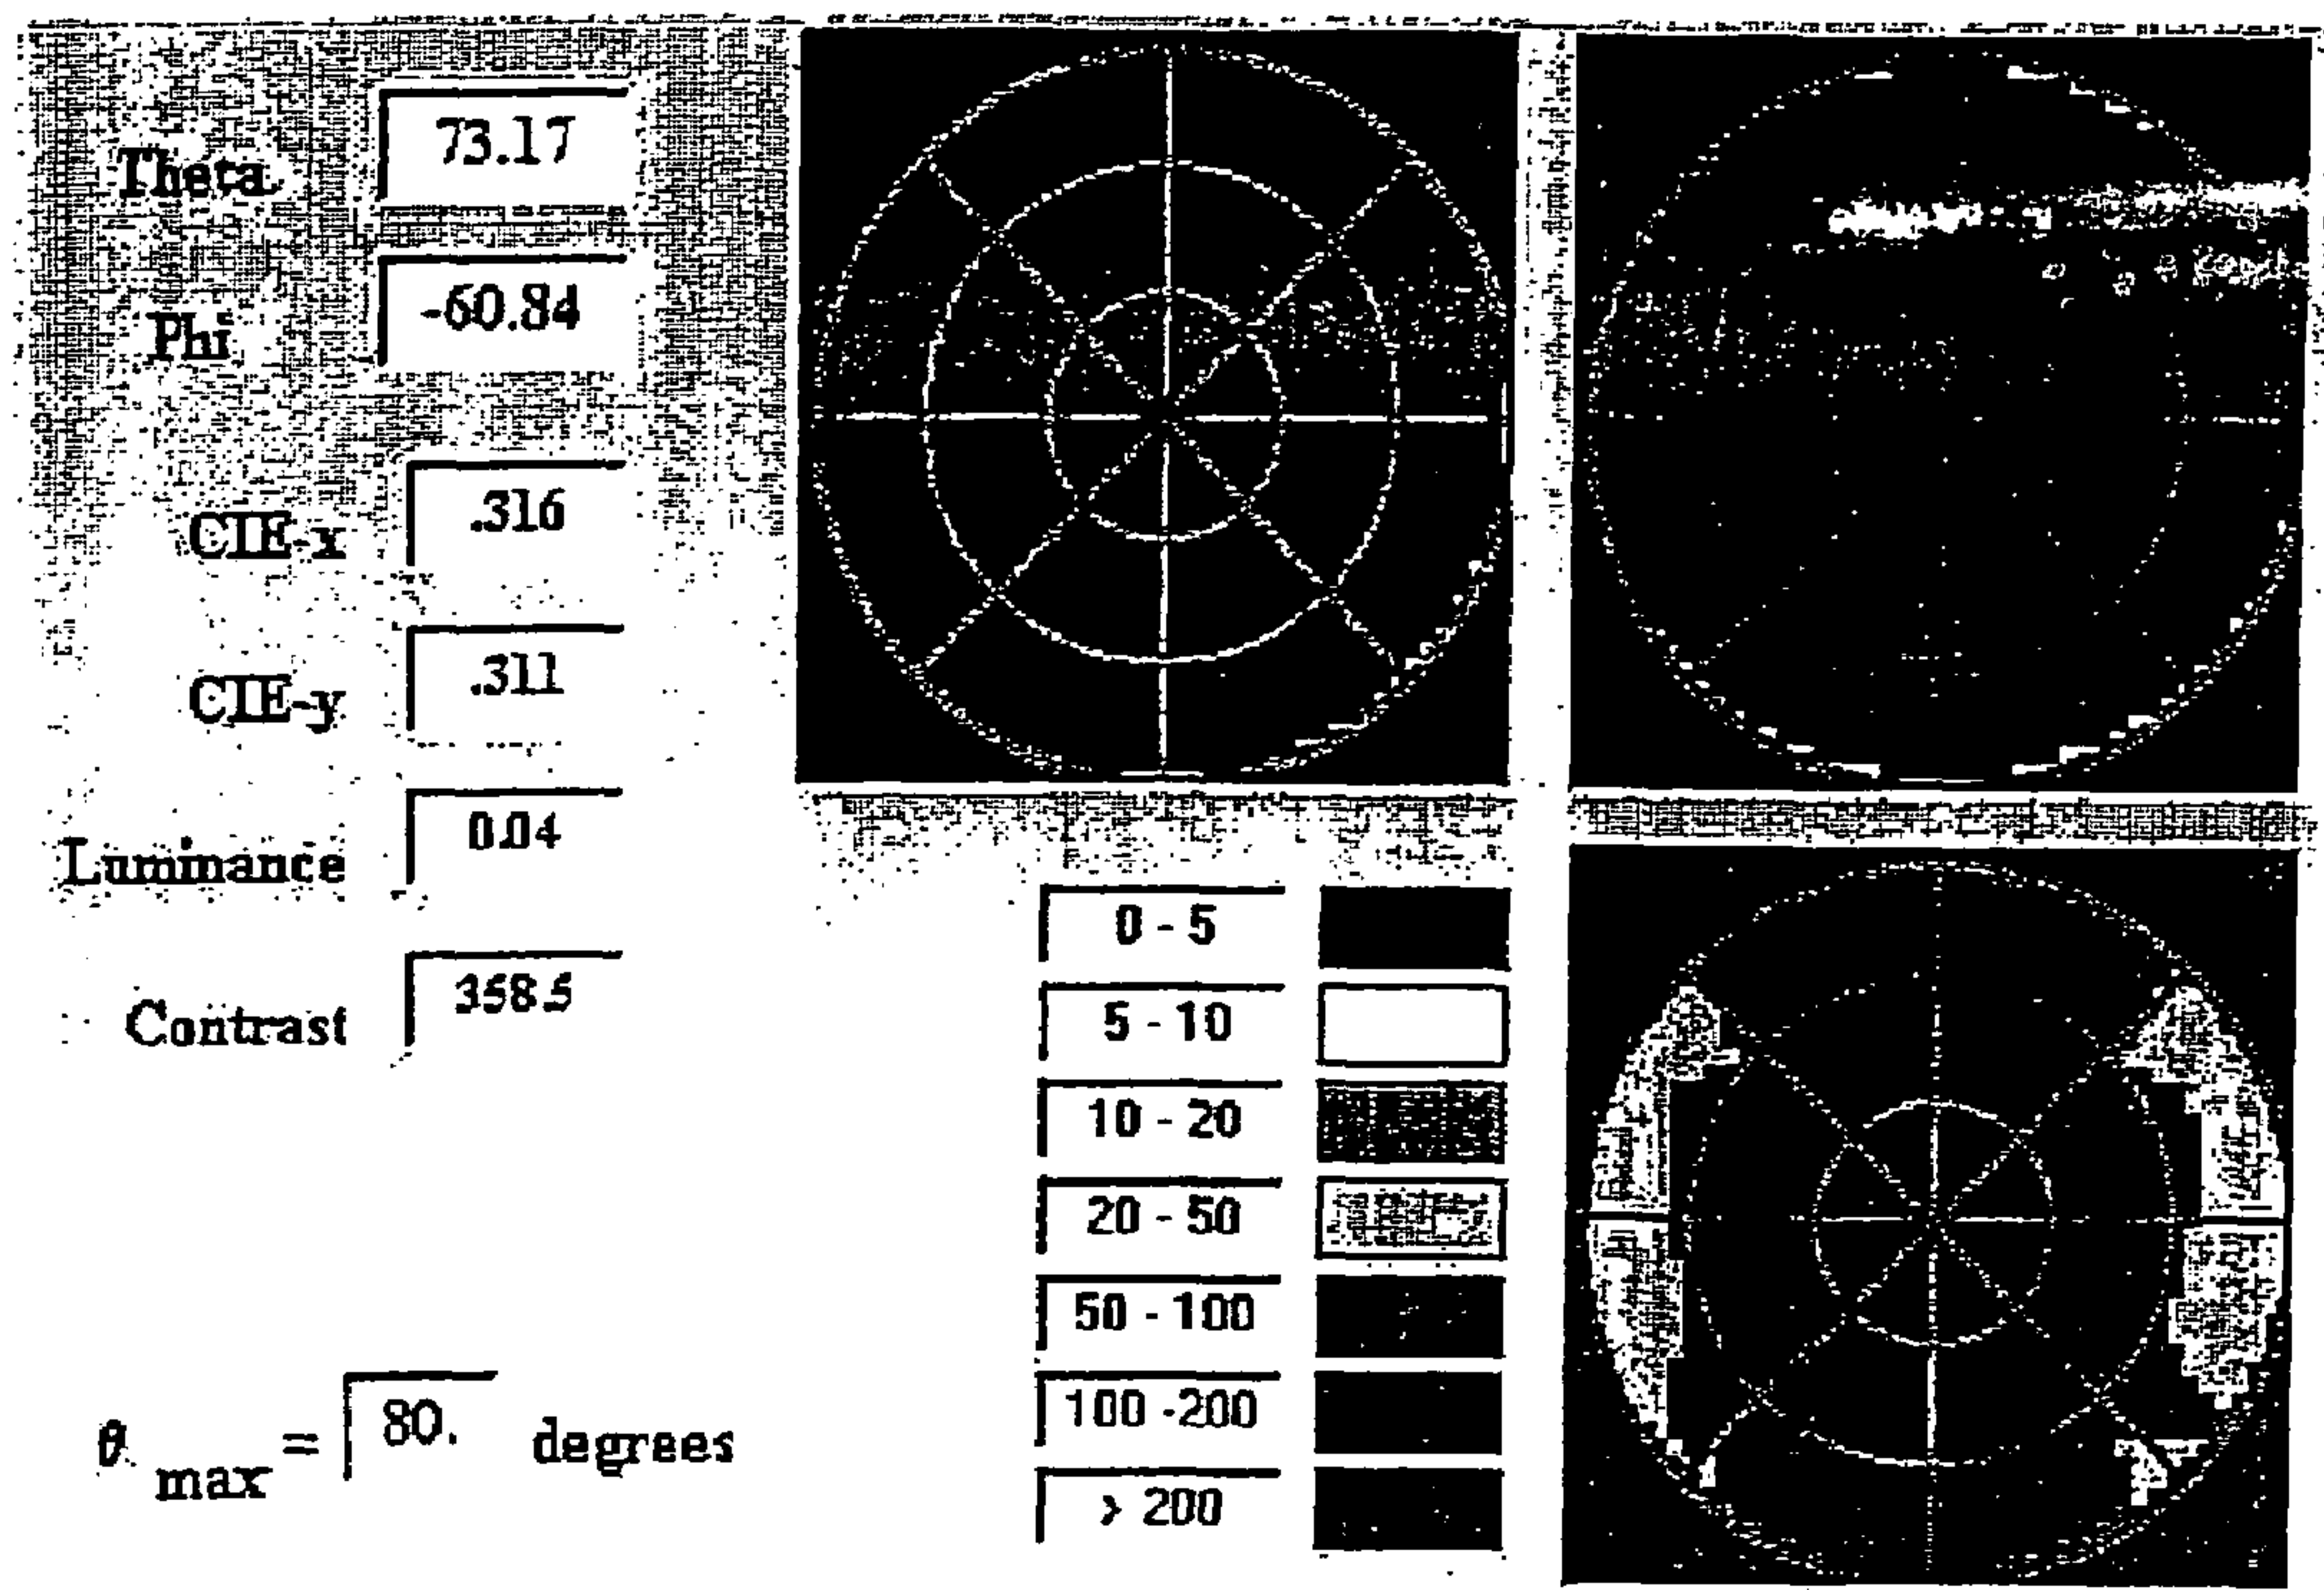 Theta 73.17
Phi -60.84
CIE-x .316
CIE-y .311
Luminance 0.04
Contrast 358.5
θ max = 80. degrees
0 - 5
5 - 10
10 - 20
20 - 50
50 - 100
100 -200
> 200